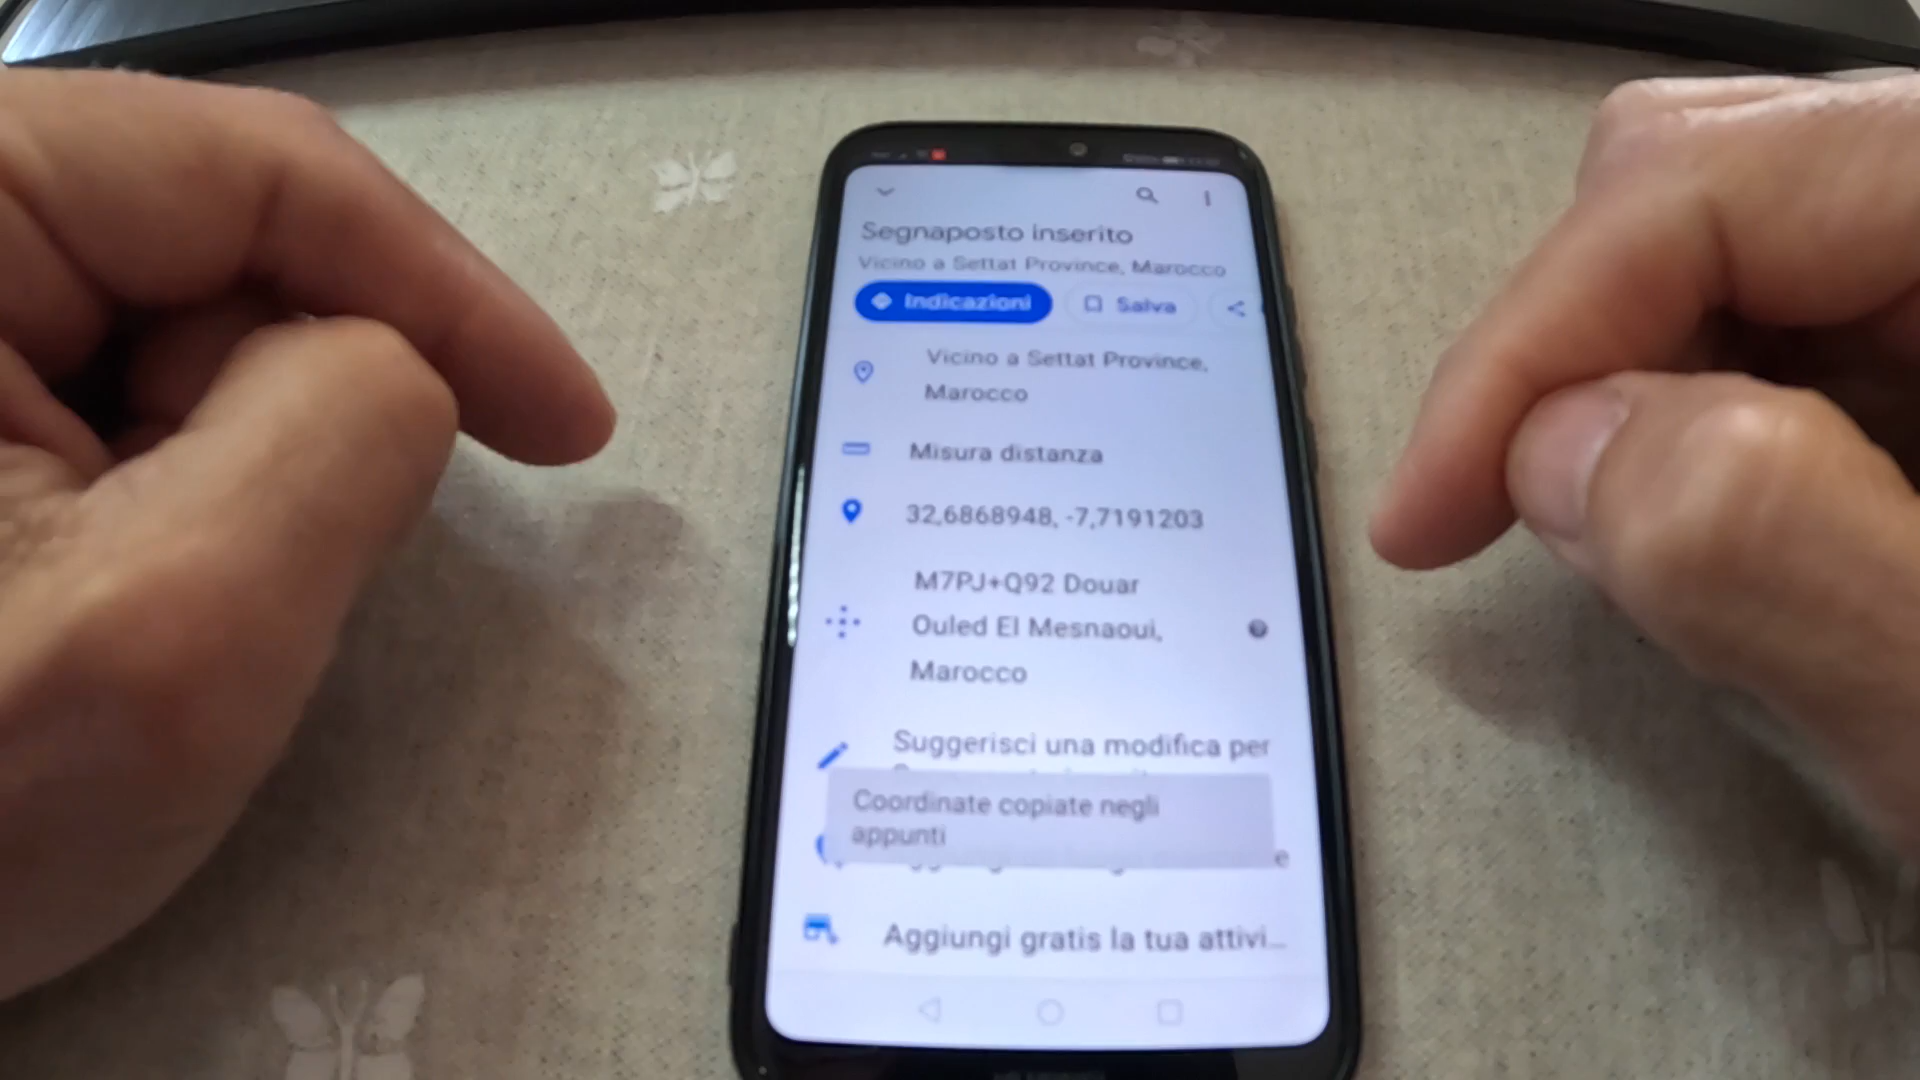 Segnaposto inserito
Vicino a Settat Province, Marocco
Indicazioni
Salva
Vicino a Settat Province,
Marocco
Misura distanza
32,6868948, -7,7191203
M7PJ+Q92 Douar
Ouled El Mesnaoui,
Marocco
Suggerisci una modifica per
Coordinate copiate negli
appunti
e
Aggiungi gratis la tua attivi...